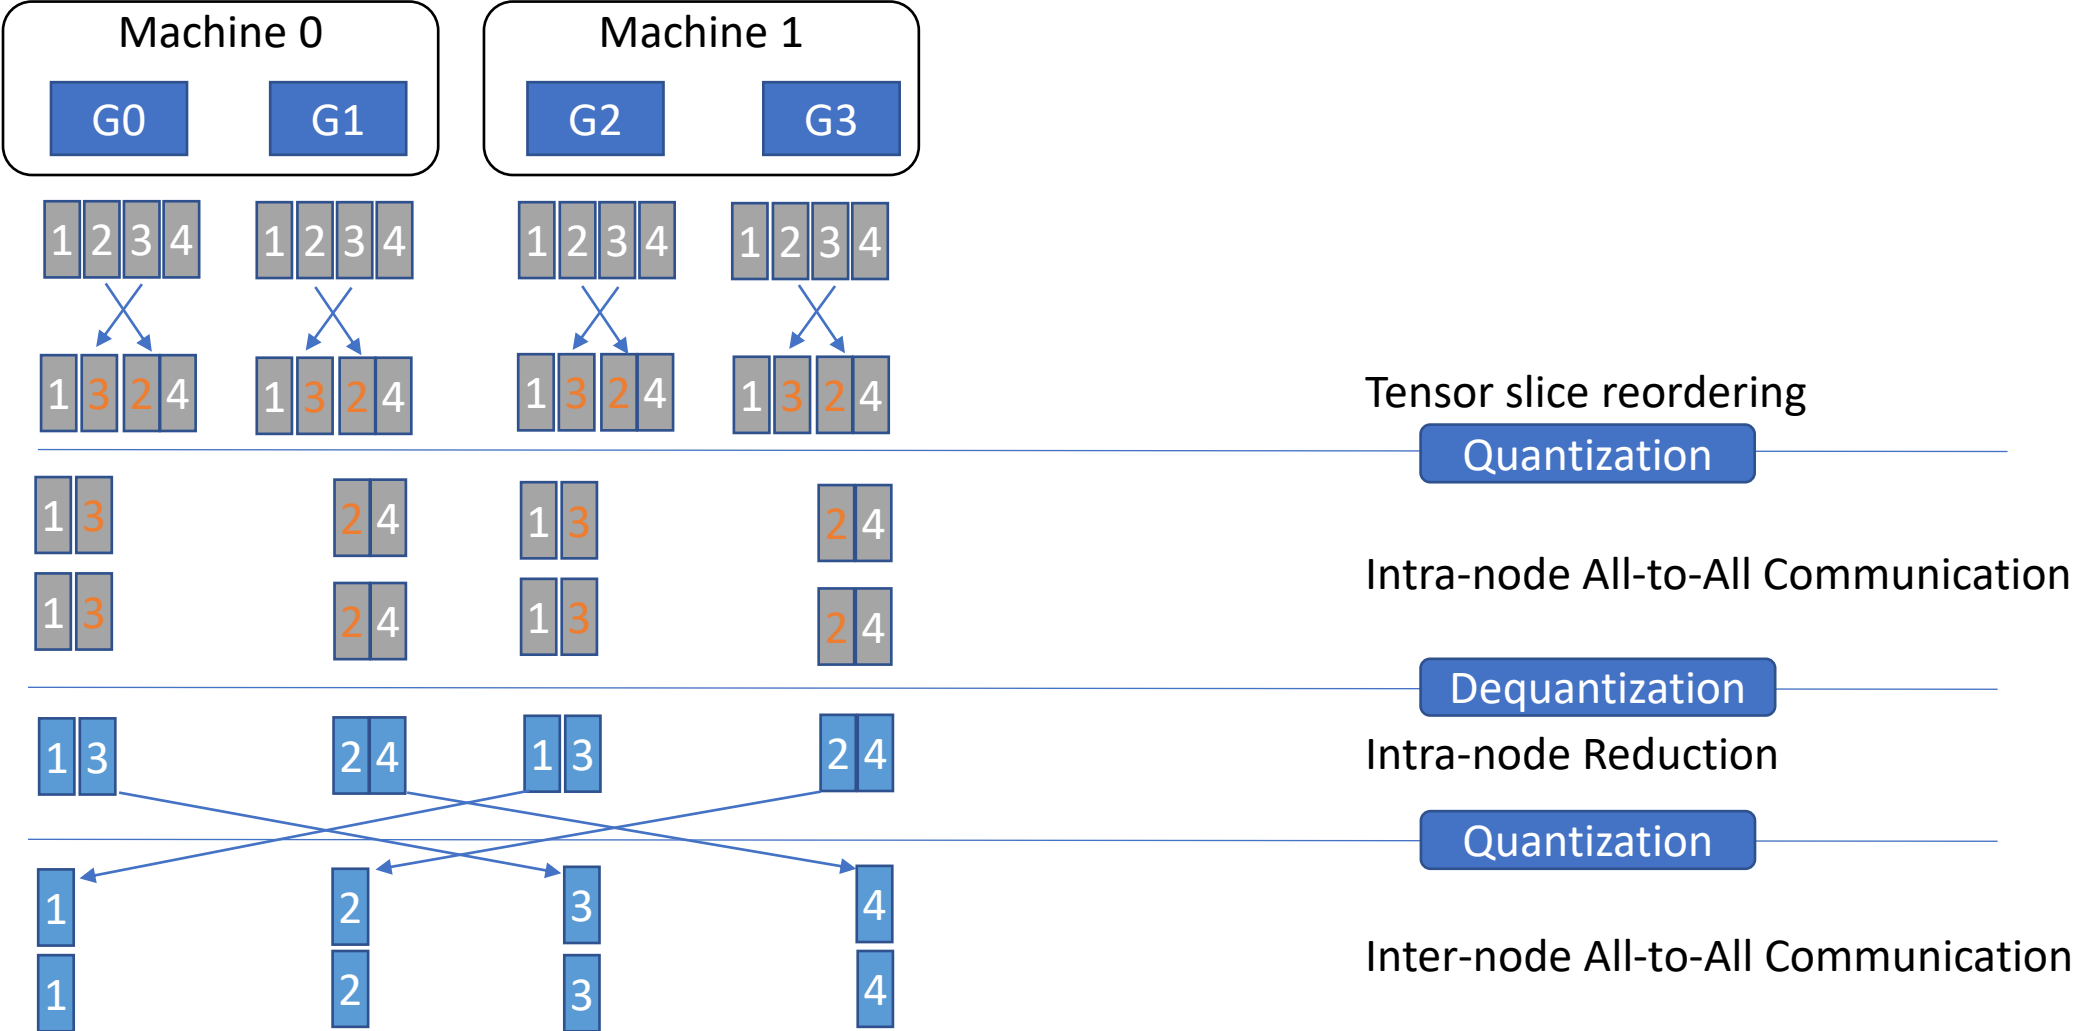 Machine 0 Machine 1
G0 G1 G2 G3
1 2 3 4 1 2 3 4 1 2 3 4 1 2 3 4
1 3 2 4 1 3 2 4 1 3 2 4 1 3 2 4
Tensor slice reordering
Quantization
1 3 2 4 1 3 2 4
Intra-node All-to-All Communication
1 3 2 4 1 3 2 4
Dequantization
1 3 2 4 1 3 2 4
Intra-node Reduction
Quantization
1 2 3 4
Inter-node All-to-All Communication
1 2 3 4